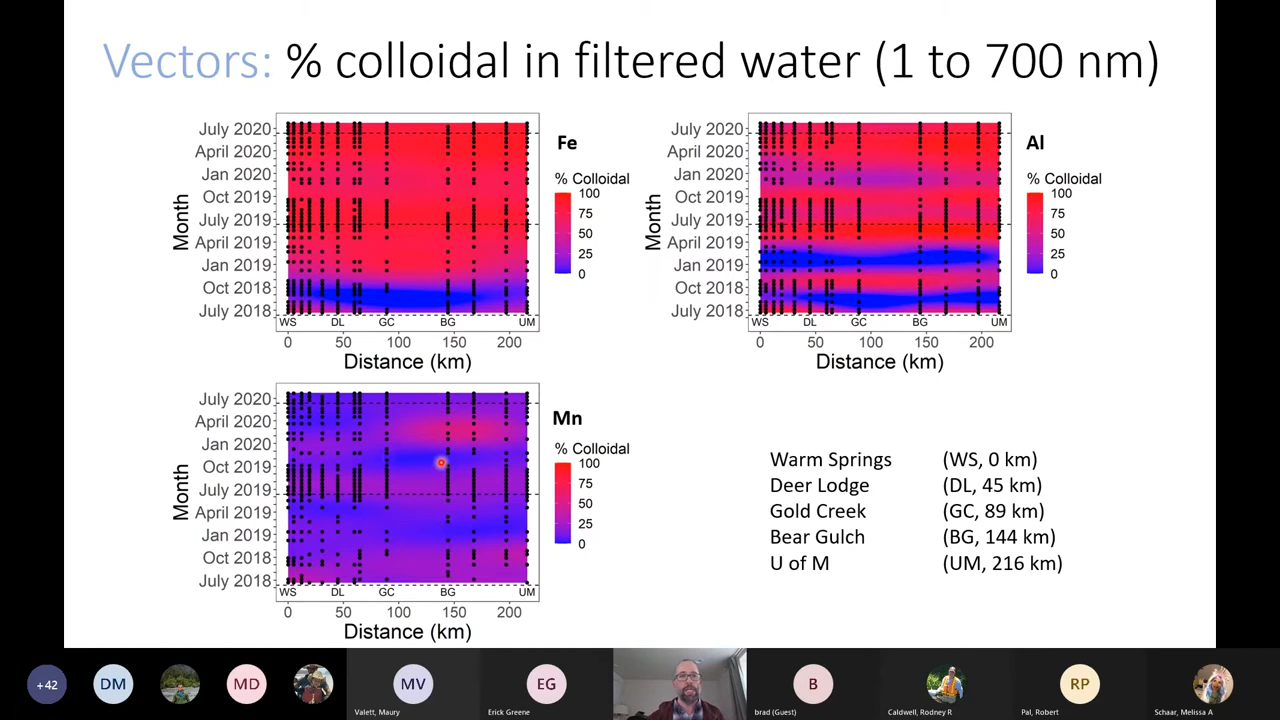 Vectors: % colloidal in filtered water (1 to 700 nm)
July 2020
April 2020
Jan 2020
Oct 2019
July 2019
April 2019
Jan 2019
Oct 2018
July 2018
Month
WS DL GC BG UM
0 50 100 150 200
Distance (km)
Fe
% Colloidal
100
75
50
25
0
July 2020
April 2020
Jan 2020
Oct 2019
July 2019
April 2019
Jan 2019
Oct 2018
July 2018
Month
WS DL GC BG UM
0 50 100 150 200
Distance (km)
Al
% Colloidal
100
75
50
25
0
July 2020
April 2020
Jan 2020
Oct 2019
July 2019
April 2019
Jan 2019
Oct 2018
July 2018
Month
WS DL GC BG UM
0 50 100 150 200
Distance (km)
Mn
% Colloidal
100
75
50
25
0
Warm Springs (WS, 0 km)
Deer Lodge (DL, 45 km)
Gold Creek (GC, 89 km)
Bear Gulch (BG, 144 km)
U of M (UM, 216 km)
+42 DM MD MV EG B RP
Valett, Maury Erick Greene brad (Guest) Caldwell, Rodney R Pal, Robert Schaar, Melissa A